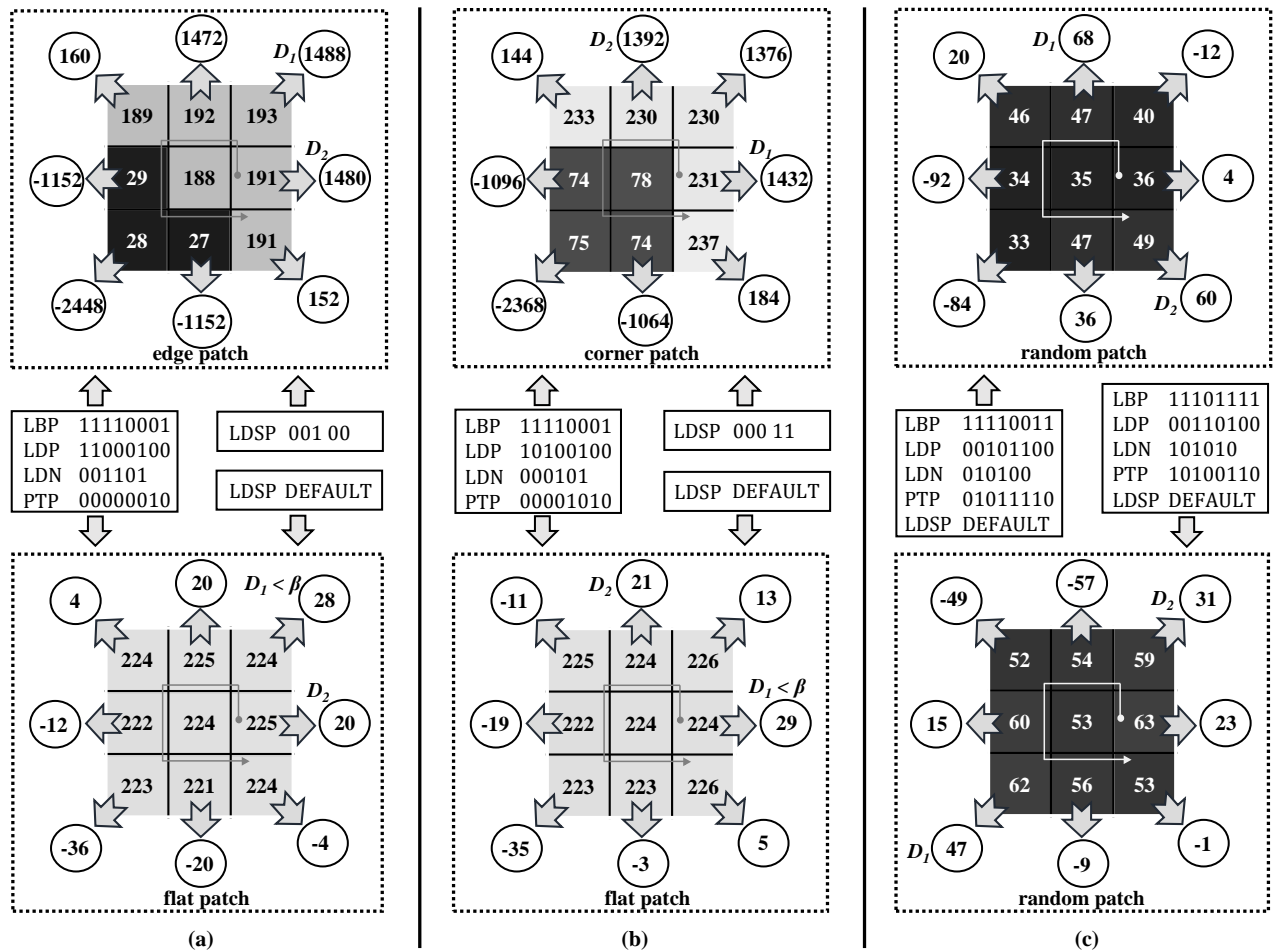 160 1472 D1 1488
189 192 193
-1152 29 188 191 D2 1480
28 27 191
-2448 -1152 152
edge patch
LBP 11110001
LDP 11000100
LDN 001101
PTP 00000010
LDSP 001 00
LDSP DEFAULT
4 20 D1 < β 28
224 225 224
-12 222 224 225 D2 20
223 221 224
-36 -20 -4
flat patch
(a)
144 D2 1392 1376
233 230 230
-1096 74 78 231 D1 1432
75 74 237
-2368 -1064 184
corner patch
LBP 11110001
LDP 10100100
LDN 000101
PTP 00001010
LDSP 000 11
LDSP DEFAULT
-11 D2 21 13
225 224 226
-19 222 224 224 D1 < β 29
223 223 226
-35 -3 5
flat patch
(b)
20 D1 68 -12
46 47 40
-92 34 35 36 4
33 47 49
-84 36 D2 60
random patch
LBP 11110011
LDP 00101100
LDN 010100
PTP 01011110
LDSP DEFAULT
LBP 11101111
LDP 00110100
LDN 101010
PTP 10100110
LDSP DEFAULT
-49 -57 D2 31
52 54 59
15 60 53 63 23
62 56 53
D1 47 -9 -1
random patch
(c)